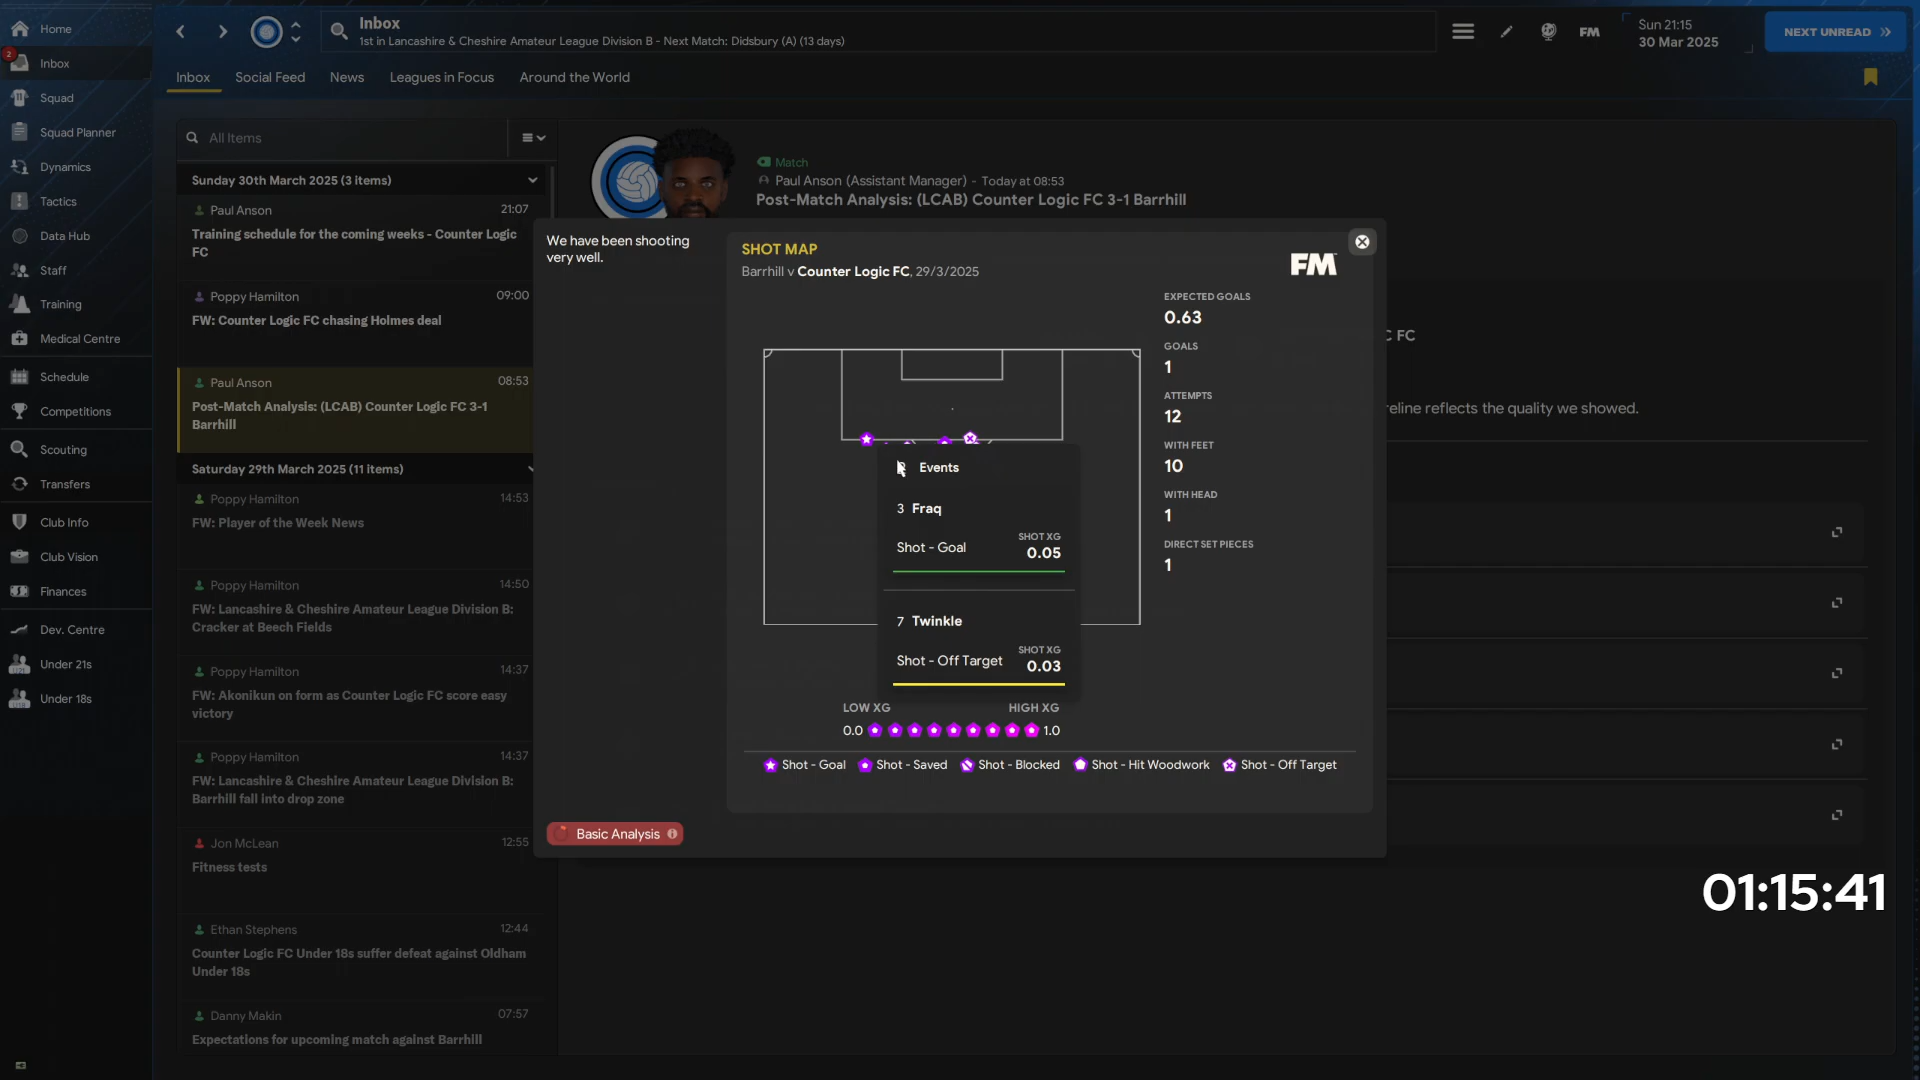 Home
2
Inbox
Squad
Squad Planner
Dynamics
Tactics
Data Hub
Staff
Training
Medical Centre
Schedule
Competitions
Scouting
Transfers
Club Info
Club Vision
Finances
Dev. Centre
Under 21s
Under 18s
Inbox
1st in Lancashire & Cheshire Amateur League Division B - Next Match: Didsbury (A) (13 days)
FM
Sun 21:15
30 Mar 2025
NEXT UNREAD
Inbox
Social Feed
News
Leagues in Focus
Around the World
All Items
Sunday 30th March 2025 (3 items)
Paul Anson
21:07
Training schedule for the coming weeks - Counter Logic
FC
Poppy Hamilton
09:00
FW: Counter Logic FC chasing Holmes deal
Paul Anson
08:53
Post-Match Analysis: (LCAB) Counter Logic FC 3-1
Barrhill
Saturday 29th March 2025 (11 items)
Poppy Hamilton
14:53
FW: Player of the Week News
Poppy Hamilton
14:50
FW: Lancashire & Cheshire Amateur League Division B:
Cracker at Beech Fields
Poppy Hamilton
14:37
FW: Akonikun on form as Counter Logic FC score easy
victory
Poppy Hamilton
14:37
FW: Lancashire & Cheshire Amateur League Division B:
Barrhill fall into drop zone
Jon McLean
12:55
Fitness tests
Ethan Stephens
12:44
Counter Logic FC Under 18s suffer defeat against Oldham
Under 18s
Danny Makin
07:57
Expectations for upcoming match against Barrhill
Match
Paul Anson (Assistant Manager) - Today at 08:53
Post-Match Analysis: (LCAB) Counter Logic FC 3-1 Barrhill
FC
reline reflects the quality we showed.
We have been shooting
very well.
SHOT MAP
Barrhill v Counter Logic FC, 29/3/2025
FM
EXPECTED GOALS
0.63
GOALS
1
ATTEMPTS
12
WITH FEET
10
WITH HEAD
1
DIRECT SET PIECES
1
Events
3 Fraq
Shot - Goal
SHOT XG
0.05
7 Twinkle
Shot - Off Target
SHOT XG
0.03
LOW XG
HIGH XG
0.0
1.0
Shot - Goal
Shot - Saved
Shot - Blocked
Shot - Hit Woodwork
Shot - Off Target
Basic Analysis
01:15:41